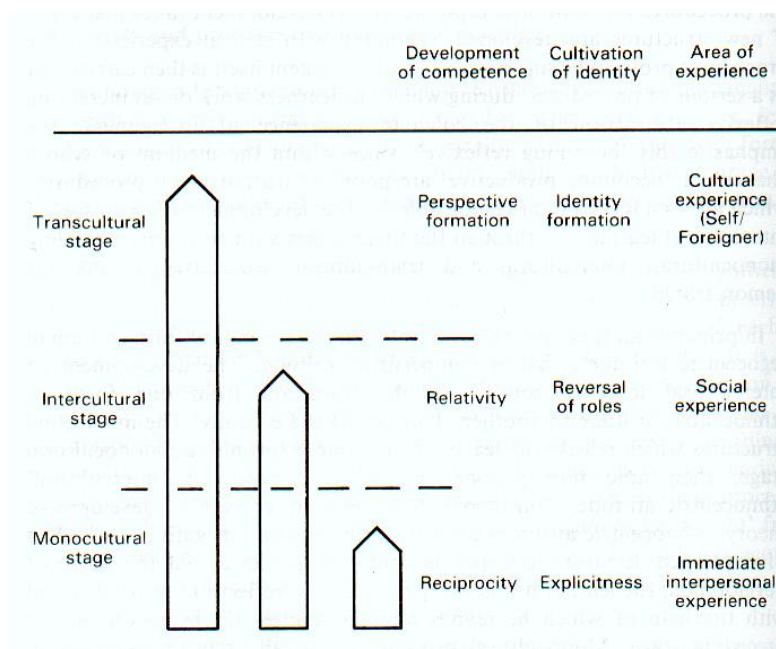 Development
of competence
Cultivation
of identity
Area of
experience
Transcultural
stage
Perspective
formation
Identity
formation
Cultural
experience
(Self/
Foreigner)
Intercultural
stage
Relativity
Reversal
of roles
Social
experience
Monocultural
stage
Reciprocity
Explicitness
Immediate
interpersonal
experience